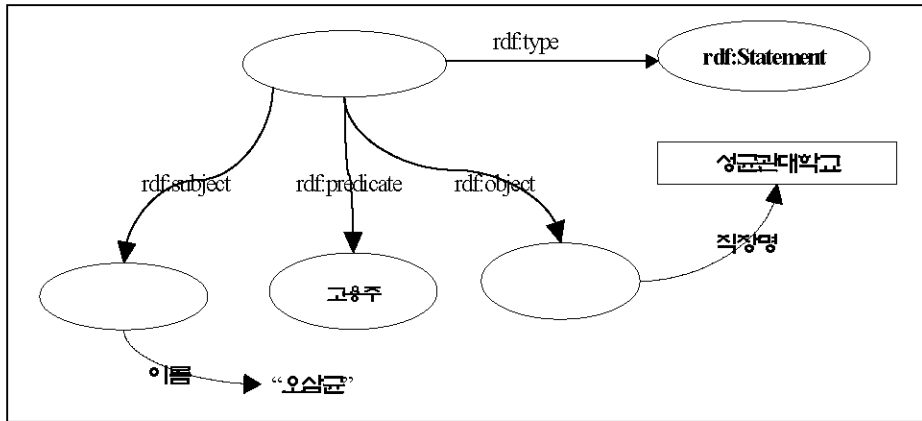 rdf:type
rdf:Statement
성균관대학교
rdf:subject
rdf:predicate
rdf:object
직장명
고용주
이름
“오삼균”